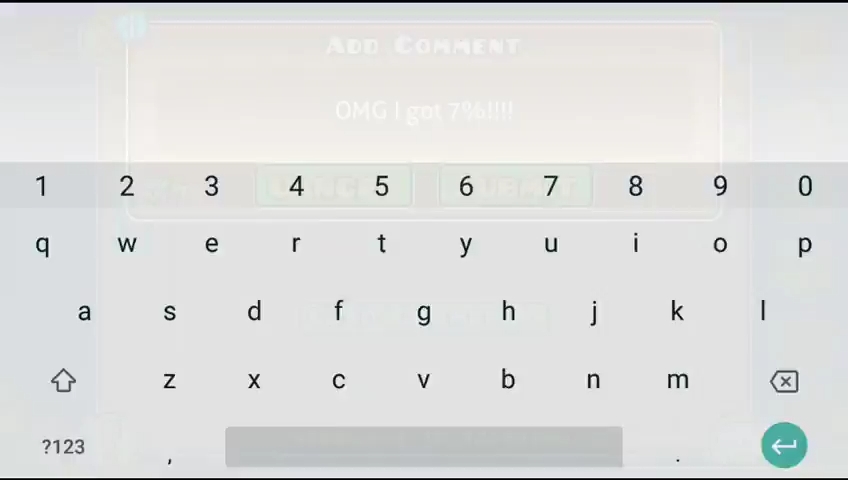 Add Comment
OMG I got 7%!!!!
1 2 3 4 5 6 7 8 9 0
q w e r t y u i o p
a s d f g h j k l
z x c v b n m
?123 , .